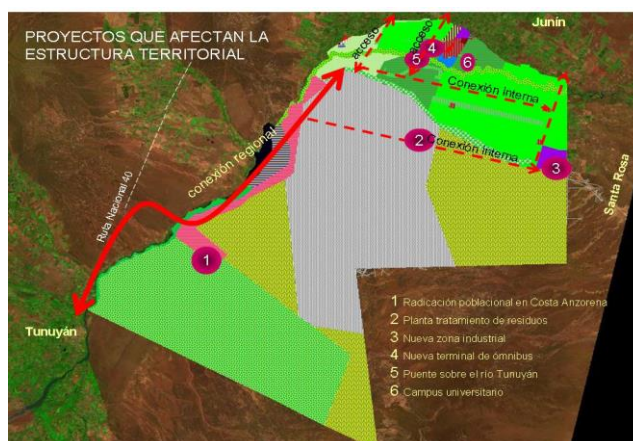 PROYECTOS QUE AFECTAN LA
ESTRUCTURA TERRITORIAL
Junín
acceso
acceso
4
5
6
Conexión Interna
conexión regional
Conexión Interna
2
3
Santa Rosa
Ruta Nacional 40
1
Tunuyán
1 Radicación poblacional en Costa Anzorena
2 Planta tratamiento de residuos
3 Nueva zona industrial
4 Nueva terminal de ómnibus
5 Puente sobre el río Tunuyán
6 Campus universitario